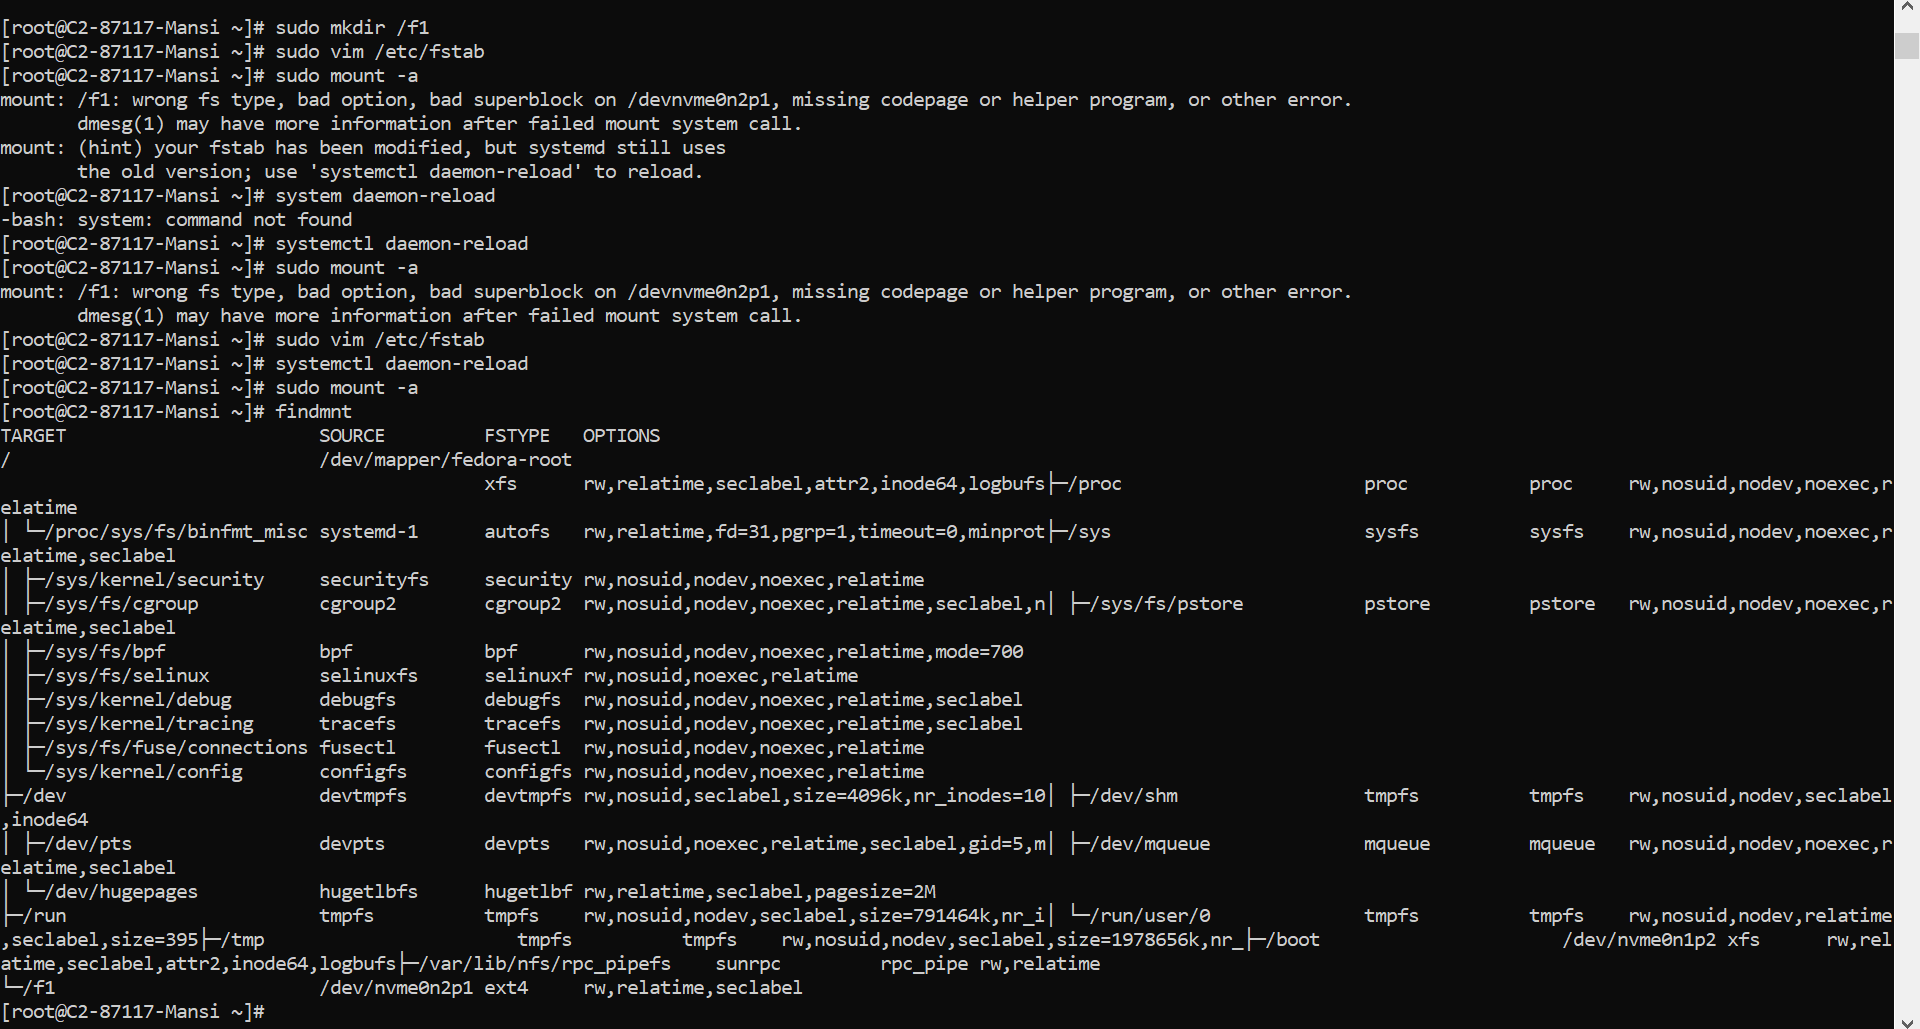 [root@C2-87117-Mansi ~]# sudo mkdir /f1
[root@C2-87117-Mansi ~]# sudo vim /etc/fstab
[root@C2-87117-Mansi ~]# sudo mount -a
mount: /f1: wrong fs type, bad option, bad superblock on /devnvme0n2p1, missing codepage or helper program, or other error.
       dmesg(1) may have more information after failed mount system call.
mount: (hint) your fstab has been modified, but systemd still uses
       the old version; use 'systemctl daemon-reload' to reload.
[root@C2-87117-Mansi ~]# system daemon-reload
-bash: system: command not found
[root@C2-87117-Mansi ~]# systemctl daemon-reload
[root@C2-87117-Mansi ~]# sudo mount -a
mount: /f1: wrong fs type, bad option, bad superblock on /devnvme0n2p1, missing codepage or helper program, or other error.
       dmesg(1) may have more information after failed mount system call.
[root@C2-87117-Mansi ~]# sudo vim /etc/fstab
[root@C2-87117-Mansi ~]# systemctl daemon-reload
[root@C2-87117-Mansi ~]# sudo mount -a
[root@C2-87117-Mansi ~]# findmnt
TARGET                       SOURCE         FSTYPE   OPTIONS
/                            /dev/mapper/fedora-root
                                            xfs      rw,relatime,seclabel,attr2,inode64,logbufs├─/proc                      proc           proc     rw,nosuid,nodev,noexec,r
elatime
│ └─/proc/sys/fs/binfmt_misc systemd-1      autofs   rw,relatime,fd=31,pgrp=1,timeout=0,minprot├─/sys                       sysfs          sysfs    rw,nosuid,nodev,noexec,r
elatime,seclabel
│ ├─/sys/kernel/security     securityfs     security rw,nosuid,nodev,noexec,relatime
│ ├─/sys/fs/cgroup           cgroup2        cgroup2  rw,nosuid,nodev,noexec,relatime,seclabel,n│ ├─/sys/fs/pstore           pstore         pstore   rw,nosuid,nodev,noexec,r
elatime,seclabel
│ ├─/sys/fs/bpf              bpf            bpf      rw,nosuid,nodev,noexec,relatime,mode=700
│ ├─/sys/fs/selinux          selinuxfs      selinuxf rw,nosuid,noexec,relatime
│ ├─/sys/kernel/debug        debugfs        debugfs  rw,nosuid,nodev,noexec,relatime,seclabel
│ ├─/sys/kernel/tracing      tracefs        tracefs  rw,nosuid,nodev,noexec,relatime,seclabel
│ ├─/sys/fs/fuse/connections fusectl        fusectl  rw,nosuid,nodev,noexec,relatime
│ └─/sys/kernel/config       configfs       configfs rw,nosuid,nodev,noexec,relatime
├─/dev                       devtmpfs       devtmpfs rw,nosuid,seclabel,size=4096k,nr_inodes=10│ ├─/dev/shm                 tmpfs          tmpfs    rw,nosuid,nodev,seclabel
,inode64
│ ├─/dev/pts                 devpts         devpts   rw,nosuid,noexec,relatime,seclabel,gid=5,m│ ├─/dev/mqueue              mqueue         mqueue   rw,nosuid,nodev,noexec,r
elatime,seclabel
│ └─/dev/hugepages           hugetlbfs      hugetlbf rw,relatime,seclabel,pagesize=2M
├─/run                       tmpfs          tmpfs    rw,nosuid,nodev,seclabel,size=791464k,nr_i│ └─/run/user/0              tmpfs          tmpfs    rw,nosuid,nodev,relatime
,seclabel,size=395├─/tmp                       tmpfs          tmpfs    rw,nosuid,nodev,seclabel,size=1978656k,nr_├─/boot                      /dev/nvme0n1p2 xfs      rw,rel
atime,seclabel,attr2,inode64,logbufs├─/var/lib/nfs/rpc_pipefs    sunrpc         rpc_pipe rw,relatime
└─/f1                        /dev/nvme0n2p1 ext4     rw,relatime,seclabel
[root@C2-87117-Mansi ~]#